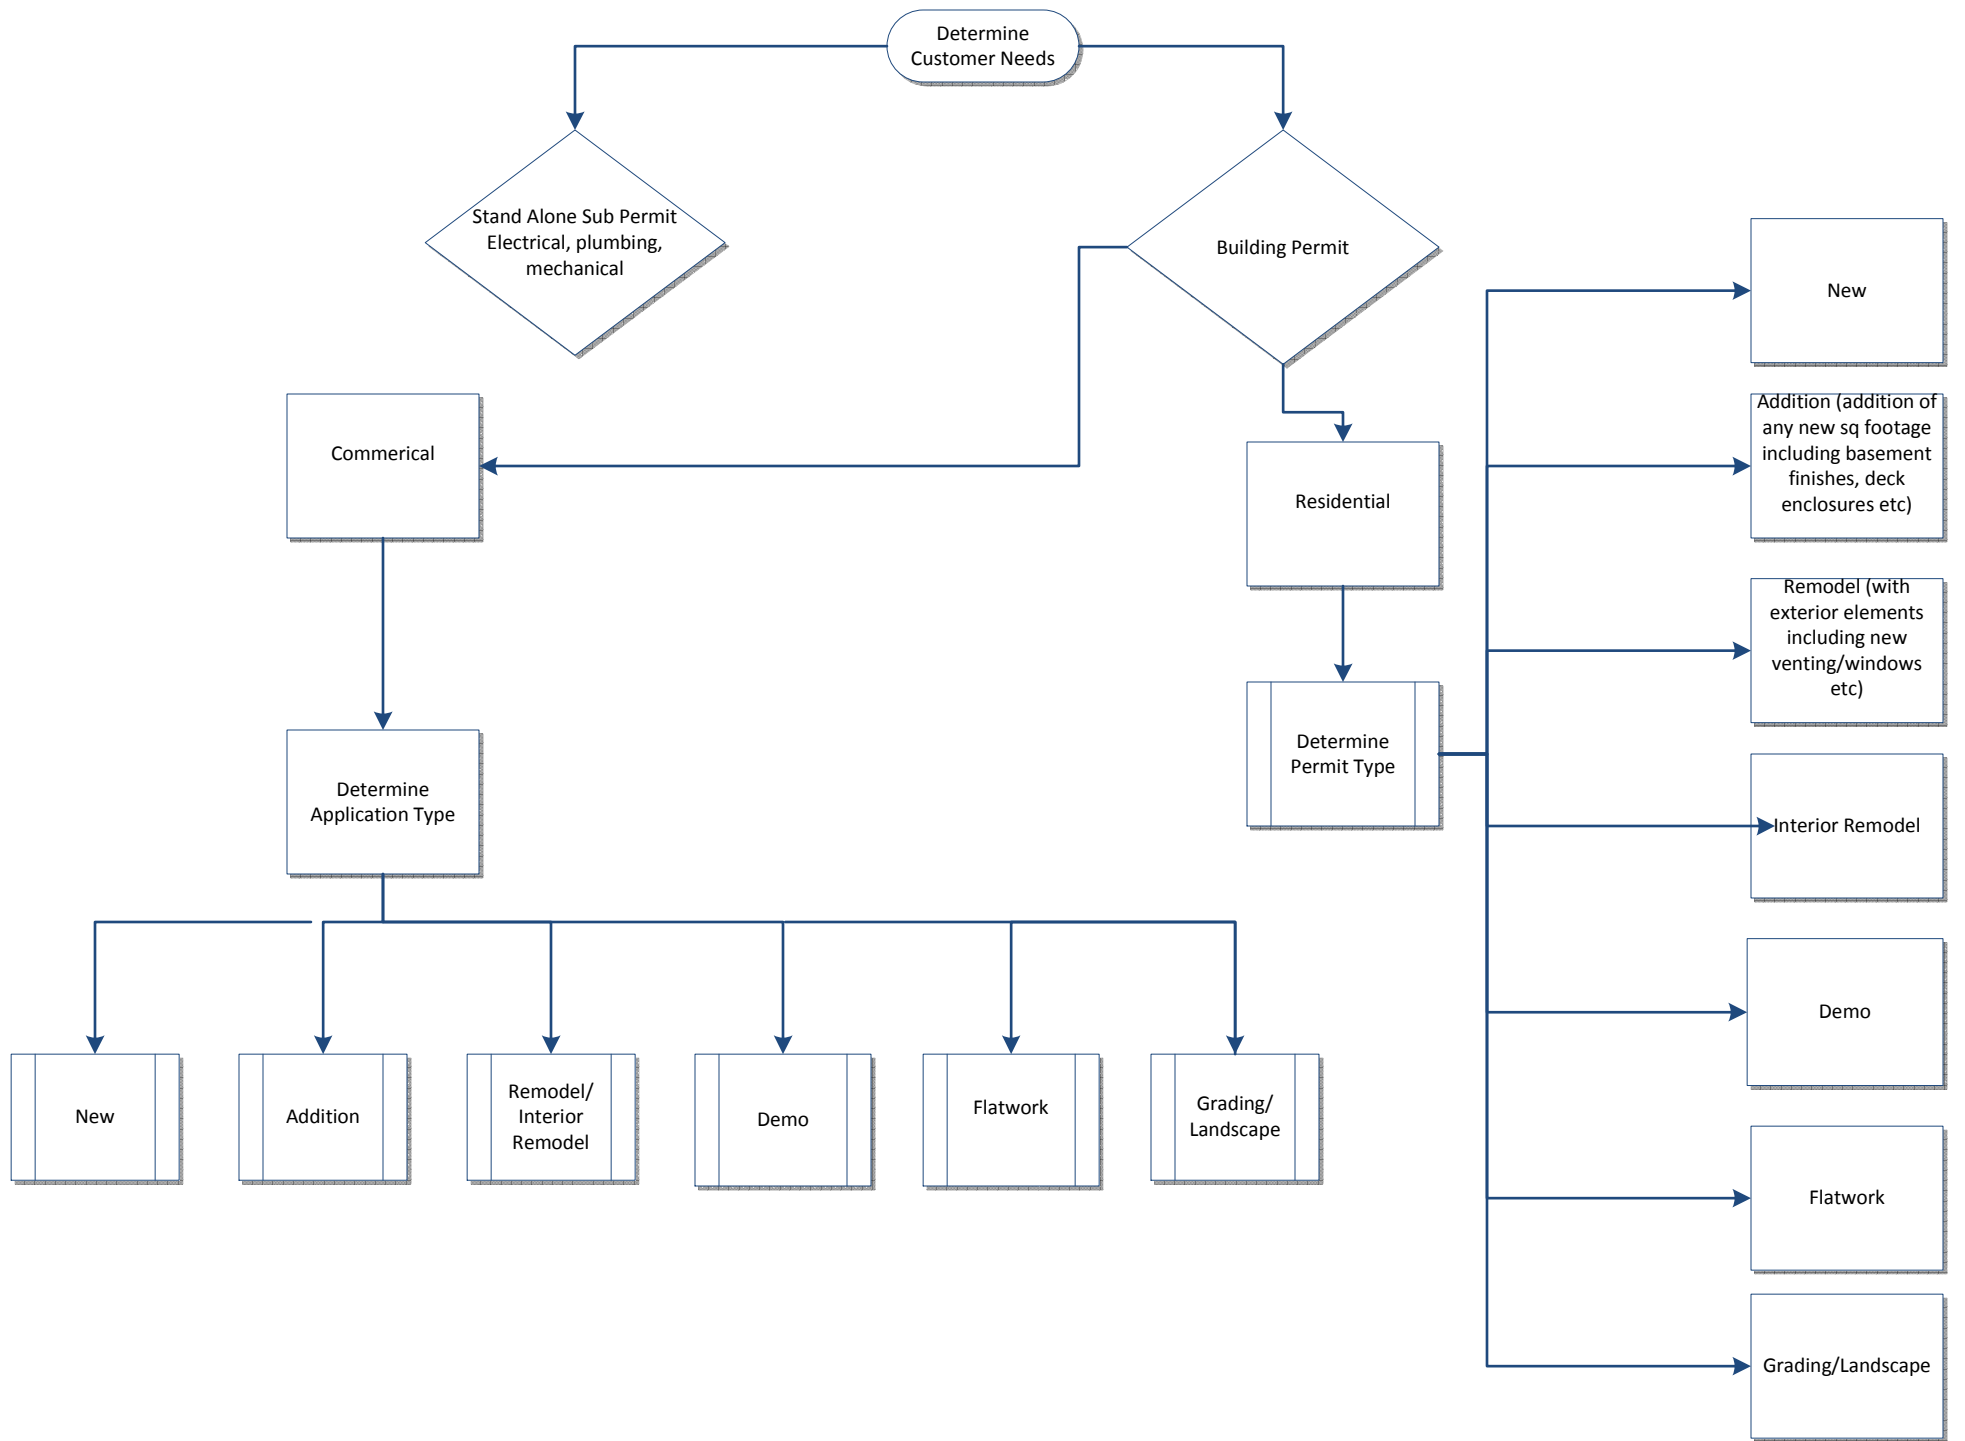 Determine
Customer Needs
Stand Alone Sub Permit
Electrical, plumbing,
mechanical
Building Permit
Commerical
Residential
Determine
Application Type
Determine
Permit Type
New
Addition (addition of
any new sq footage
including basement
finishes, deck
enclosures etc)
Remodel (with
exterior elements
including new
venting/windows
etc)
Interior Remodel
Demo
Flatwork
Grading/Landscape
New
Addition
Remodel/
Interior
Remodel
Demo
Flatwork
Grading/
Landscape